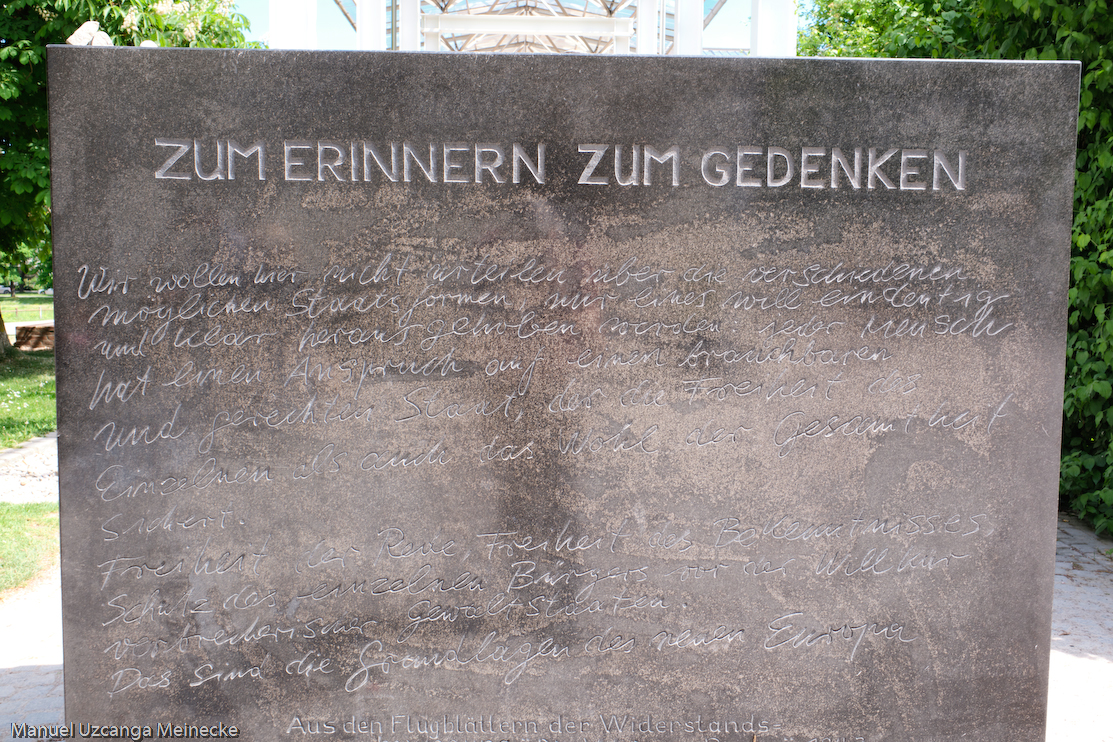 ZUM ERINNERN ZUM GEDENKEN
Wir wollen hier nicht urteilen über die verschiedenen
möglichen Staatsformen, nur eines will eindeutig
und klar herausgehoben werden jeder Mensch
hat einen Anspruch auf einen brauchbaren
und gerechten Staat, der die Freiheit des
Einzelnen als auch das Wohl der Gesamtheit
sichert.
Freiheit der Rede, Freiheit des Bekenntnisses,
Schutz des einzelnen Bürgers vor der Willkür
verbrecherischer Gewaltstaaten.
Das sind die Grundlagen des neuen Europa
Aus den Flugblättern der Widerstands-
Manuel Uzcanga Meinecke